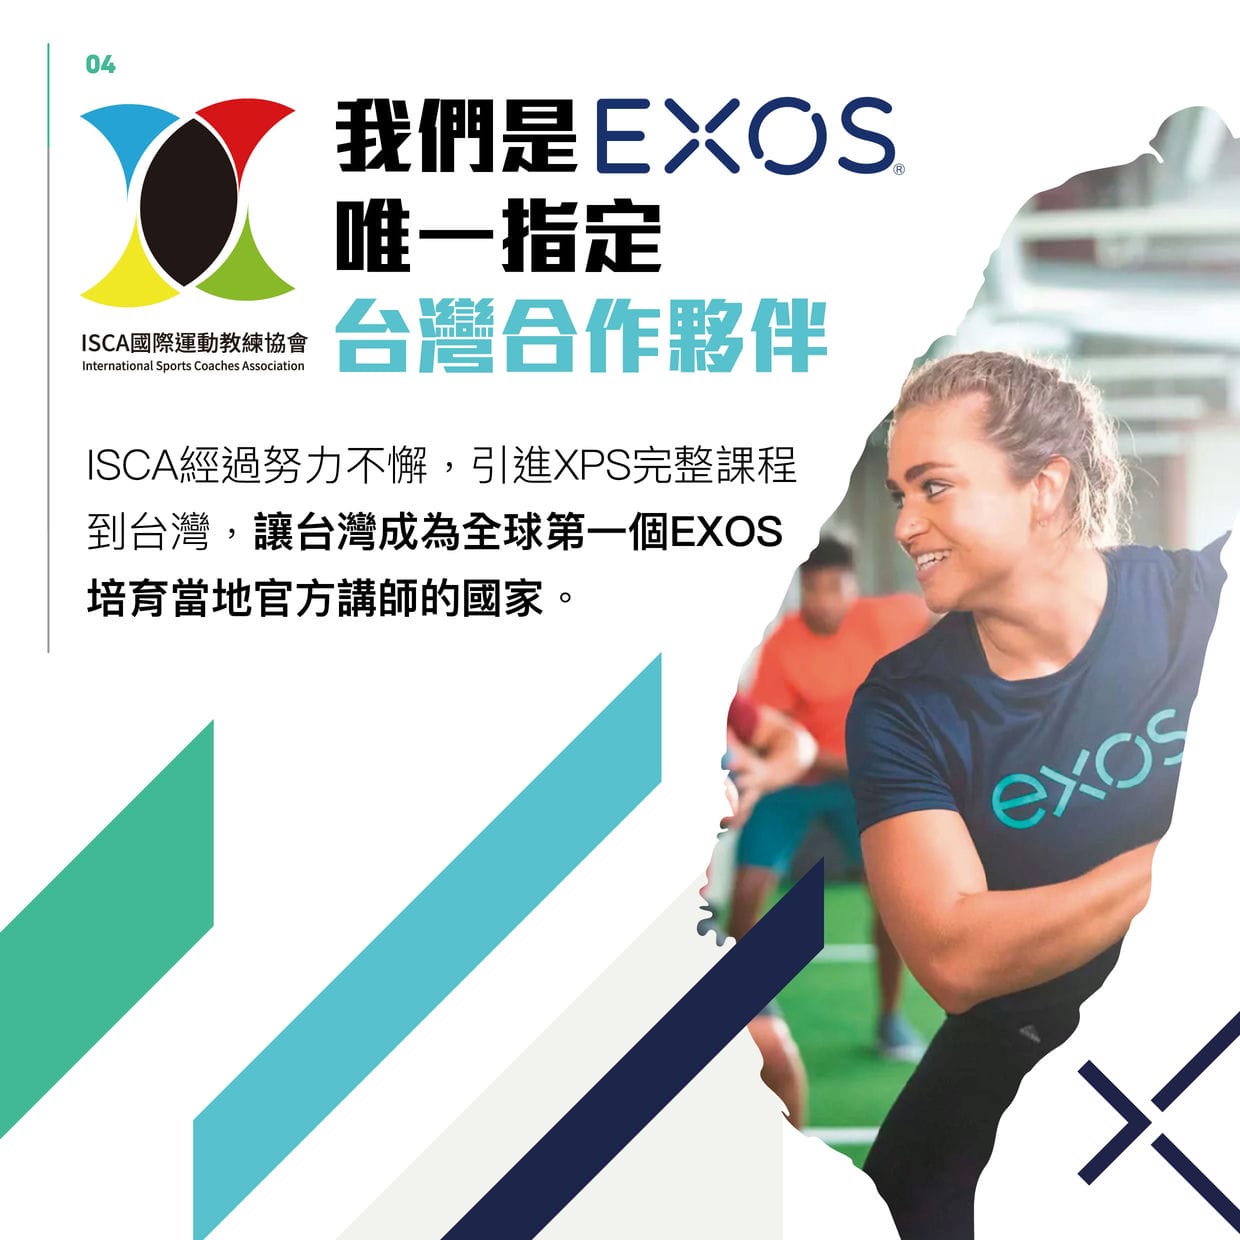 04
我們是EXOS®
唯一指定
台灣合作夥伴
ISCA國際運動教練協會
International Sports Coaches Association
ISCA經過努力不懈，引進XPS完整課程
到台灣，讓台灣成為全球第一個EXOS
培育當地官方講師的國家。
exos